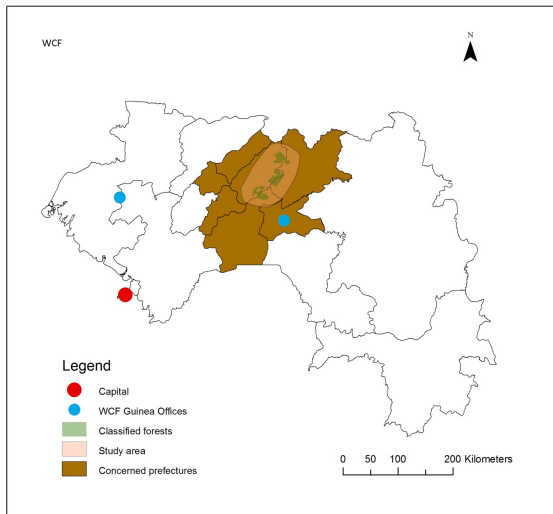 WCF
N
Legend
Capital
WCF Guinea Offices
Classified forests
Study area
Concerned prefectures
0 50 100 200 Kilometers